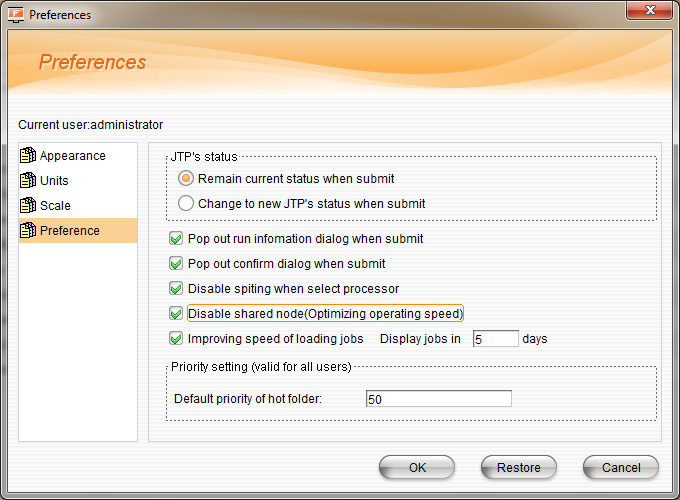 Preferences
Preferences
Current user:administrator
Appearance
Units
Scale
Preference
JTP's status
Remain current status when submit
Change to new JTP's status when submit
Pop out run infomation dialog when submit
Pop out confirm dialog when submit
Disable spiting when select processor
Disable shared node(Optimizing operating speed)
Improving speed of loading jobs Display jobs in 5 days
Priority setting (valid for all users)
Default priority of hot folder: 50
OK Restore Cancel